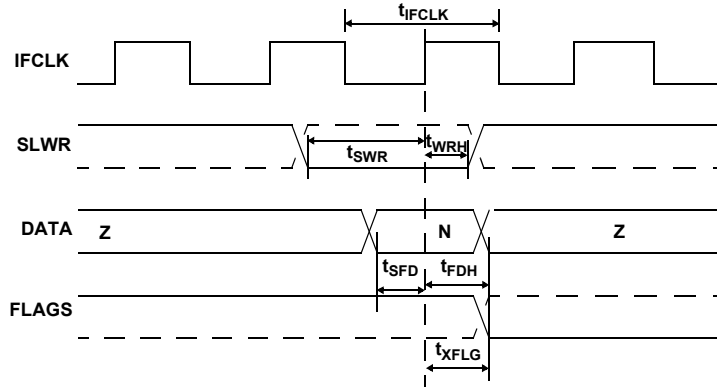 tIFCLK
IFCLK
SLWR
tSWR
tWRH
DATA
Z
N
Z
tSFD
tFDH
FLAGS
tXFLG